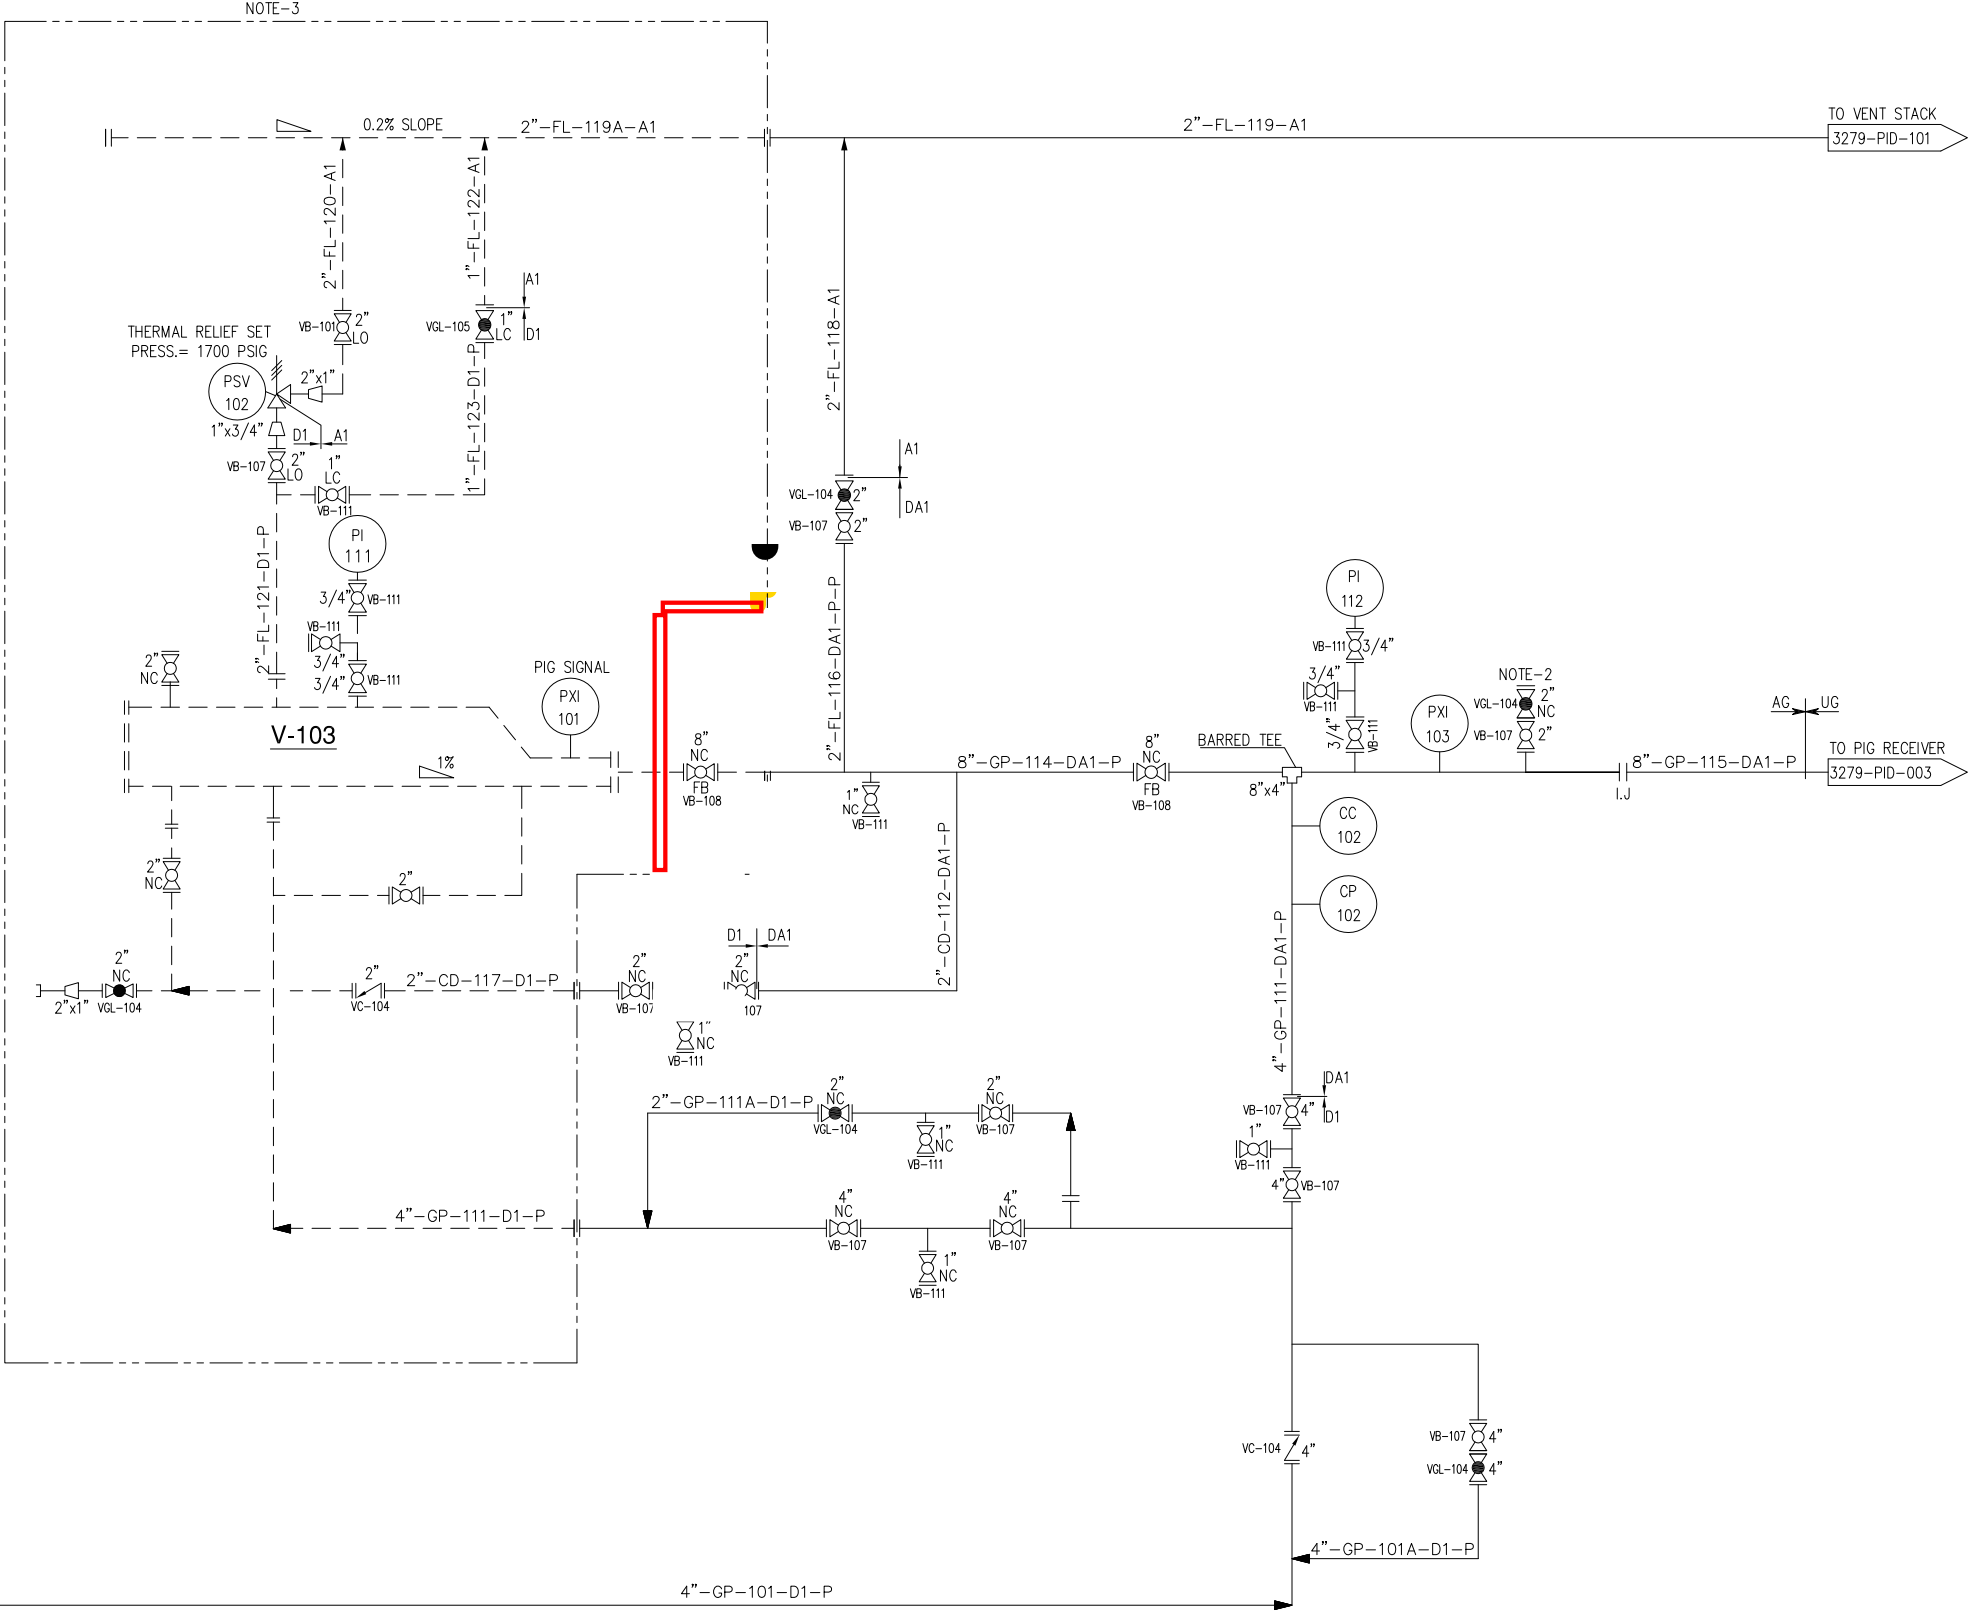 NOTE-3
TO VENT STACK
3279-PID-101
0.2% SLOPE
2"-FL-119A-A1
2"-FL-119-A1
2"-FL-120-A1
1"-FL-122-A1
A1
D1
VB-101
2"
LO
VGL-105
1"
LC
THERMAL RELIEF SET
PRESS.= 1700 PSIG
PSV
102
2"x1"
1"x3/4"
D1
A1
1"-FL-123-D1-P
2"-FL-118-A1
VB-107
2"
LO
1"
LC
VB-111
A1
DA1
VGL-104
2"
VB-107
2"
PI
111
2"-FL-121-D1-P
3/4"
VB-111
VB-111
3/4"
3/4"
VB-111
2"-FL-116-DA1-P-P
PI
112
VB-111
3/4"
3/4"
VB-111
3/4"
VB-111
2"
NC
PIG SIGNAL
PXI
101
NOTE-2
VGL-104
2"
NC
VB-107
2"
PXI
103
AG
UG
V-103
1%
8"
NC
FB
VB-108
8"-GP-114-DA1-P
8"
NC
FB
VB-108
BARRED TEE
8"x4"
8"-GP-115-DA1-P
I.J
TO PIG RECEIVER
3279-PID-003
1"
NC
VB-111
CC
102
CP
102
2"
NC
2"
2"-CD-112-DA1-P
4"-GP-111-DA1-P
D1
DA1
2"
NC
2"x1"
VGL-104
2"
VC-104
2"-CD-117-D1-P
2"
NC
VB-107
2"
NC
107
1"
NC
VB-111
2"-GP-111A-D1-P
2"
NC
VGL-104
2"
NC
VB-107
1"
NC
VB-111
DA1
D1
VB-107
4"
1"
VB-111
4"
VB-107
4"-GP-111-D1-P
4"
NC
VB-107
4"
NC
VB-107
1"
NC
VB-111
VC-104
4"
VB-107
4"
VGL-104
4"
4"-GP-101A-D1-P
4"-GP-101-D1-P